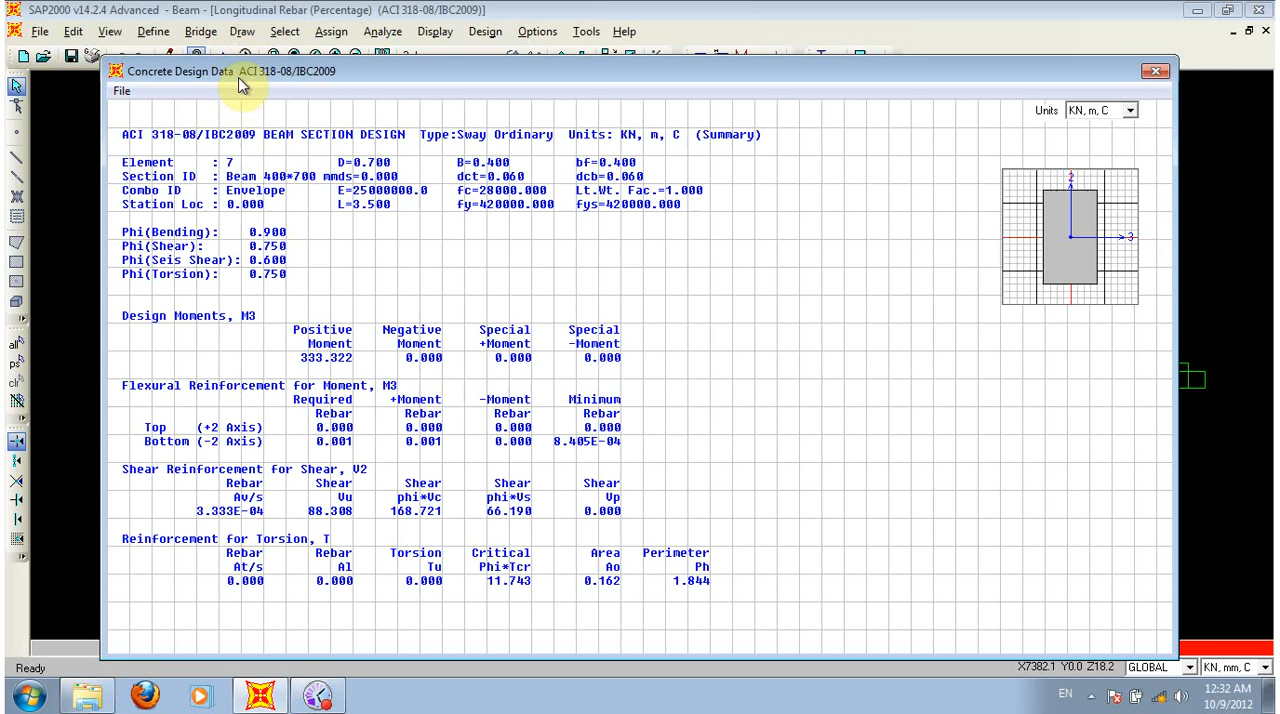 SAP2000 v14.2.4 Advanced - Beam - [Longitudinal Rebar (Percentage) (ACI 318-08/IBC2009)]
File Edit View Define Bridge Draw Select Assign Analyze Display Design Options Tools Help
Concrete Design Data ACI 318-08/IBC2009
File
Units KN, m, C
ACI 318-08/IBC2009 BEAM SECTION DESIGN Type:Sway Ordinary Units: KN, m, C (Summary)
Element : 7 D=0.700 B=0.400 bf=0.400
Section ID : Beam 400*700 mmds=0.000 dct=0.060 dcb=0.060
Combo ID : Envelope E=25000000.0 fc=28000.000 Lt.Wt. Fac.=1.000
Station Loc : 0.000 L=3.500 fy=420000.000 fys=420000.000
2
3
Phi(Bending): 0.900
Phi(Shear): 0.750
Phi(Seis Shear): 0.600
Phi(Torsion): 0.750
Design Moments, M3
Positive Negative Special Special
Moment Moment +Moment -Moment
333.322 0.000 0.000 0.000
Flexural Reinforcement for Moment, M3
Required +Moment -Moment Minimum
Rebar Rebar Rebar Rebar
Top (+2 Axis) 0.000 0.000 0.000 0.000
Bottom (-2 Axis) 0.001 0.001 0.000 8.405E-04
Shear Reinforcement for Shear, V2
Rebar Shear Shear Shear Shear
Av/s Vu phi*Vc phi*Vs Vp
3.333E-04 88.308 168.721 66.190 0.000
Reinforcement for Torsion, T
Rebar Rebar Torsion Critical Area Perimeter
At/s Al Tu Phi*Tcr Ao Ph
0.000 0.000 0.000 11.743 0.162 1.844
all
ps
clr
Ready
X7382.1 Y0.0 Z18.2 GLOBAL KN, mm, C
EN
12:32 AM
10/9/2012